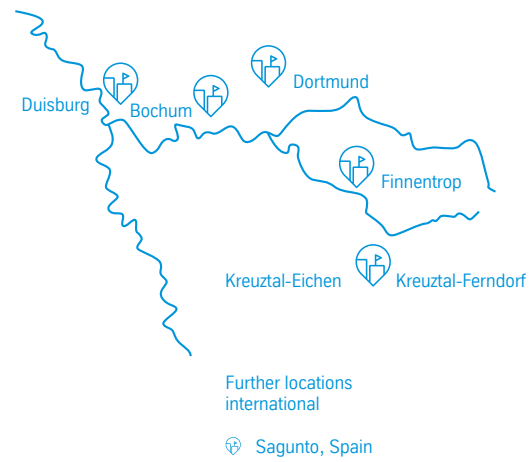 Dortmund
Duisburg
Bochum
Finnentrop
Kreuztal-Eichen
Kreuztal-Ferndorf
Further locations
international
Sagunto, Spain